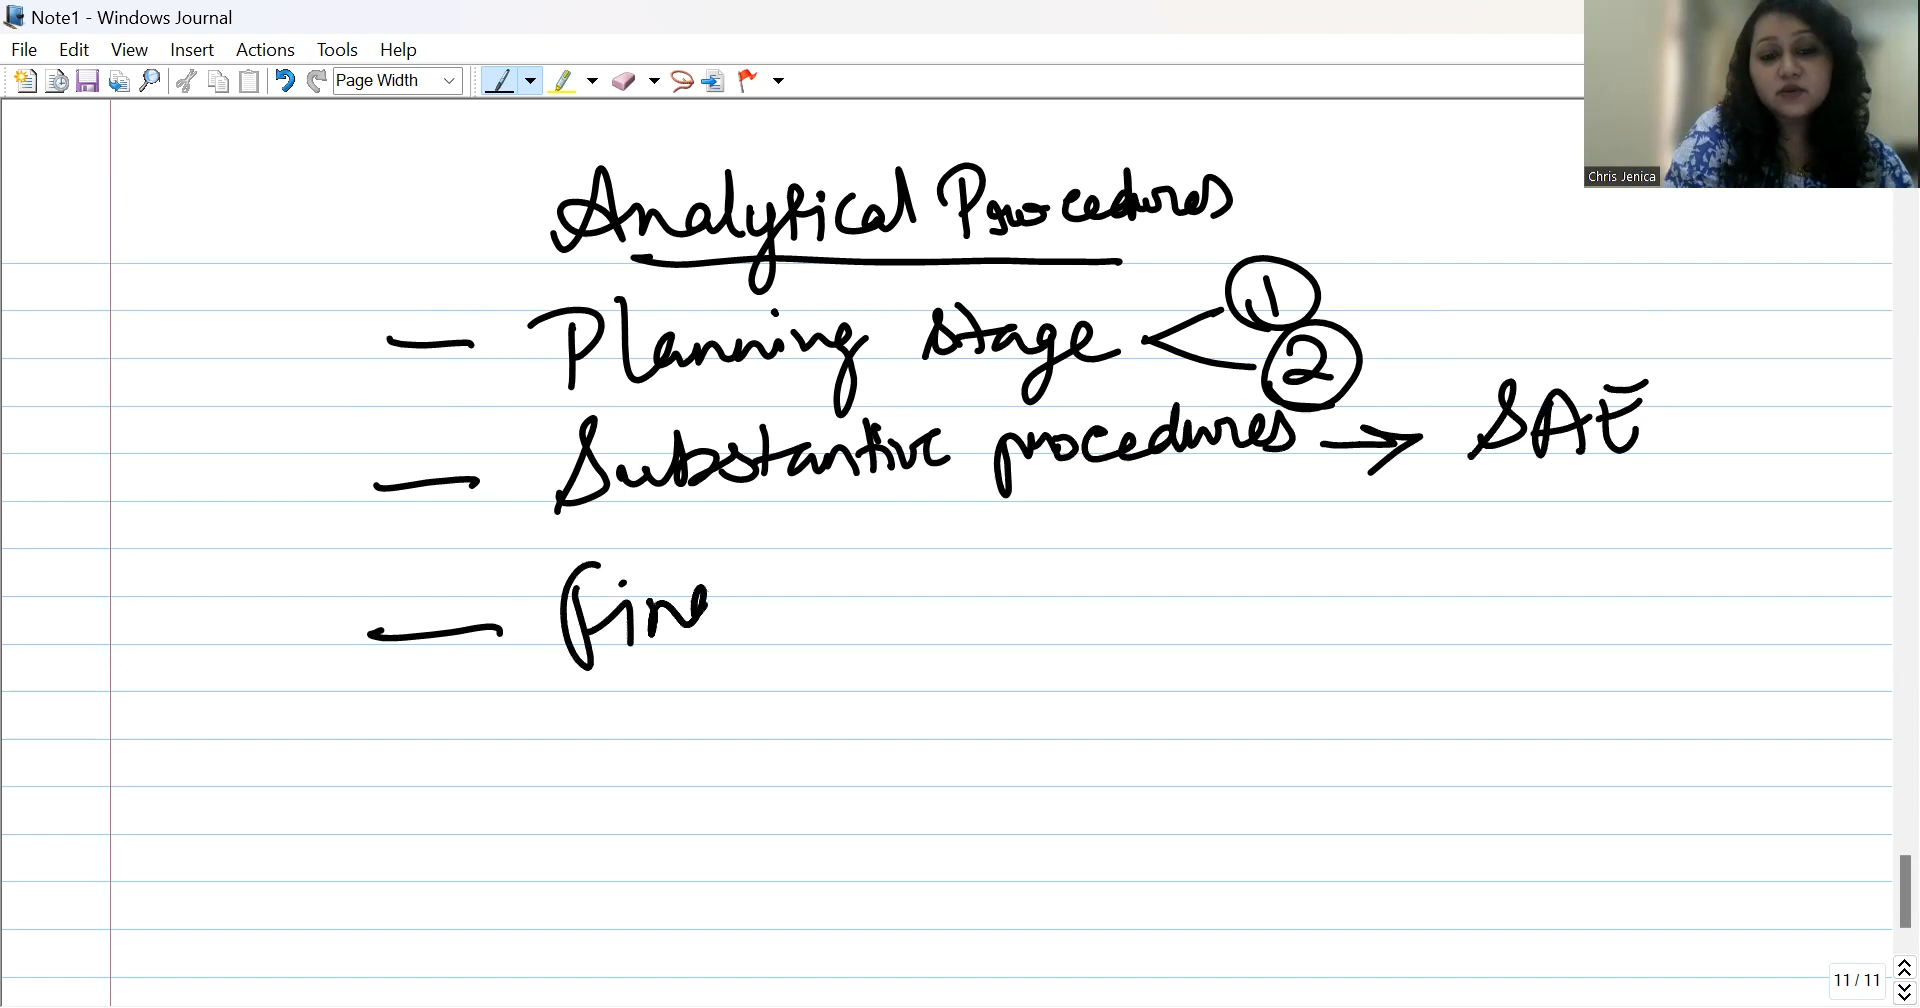 Note1 - Windows Journal
File Edit View Insert Actions Tools Help
Page Width
Chris Jenica
Analytical Procedures
— Planning stage < ① ②
— Substantive procedures → SAE
— Fina
11 / 11